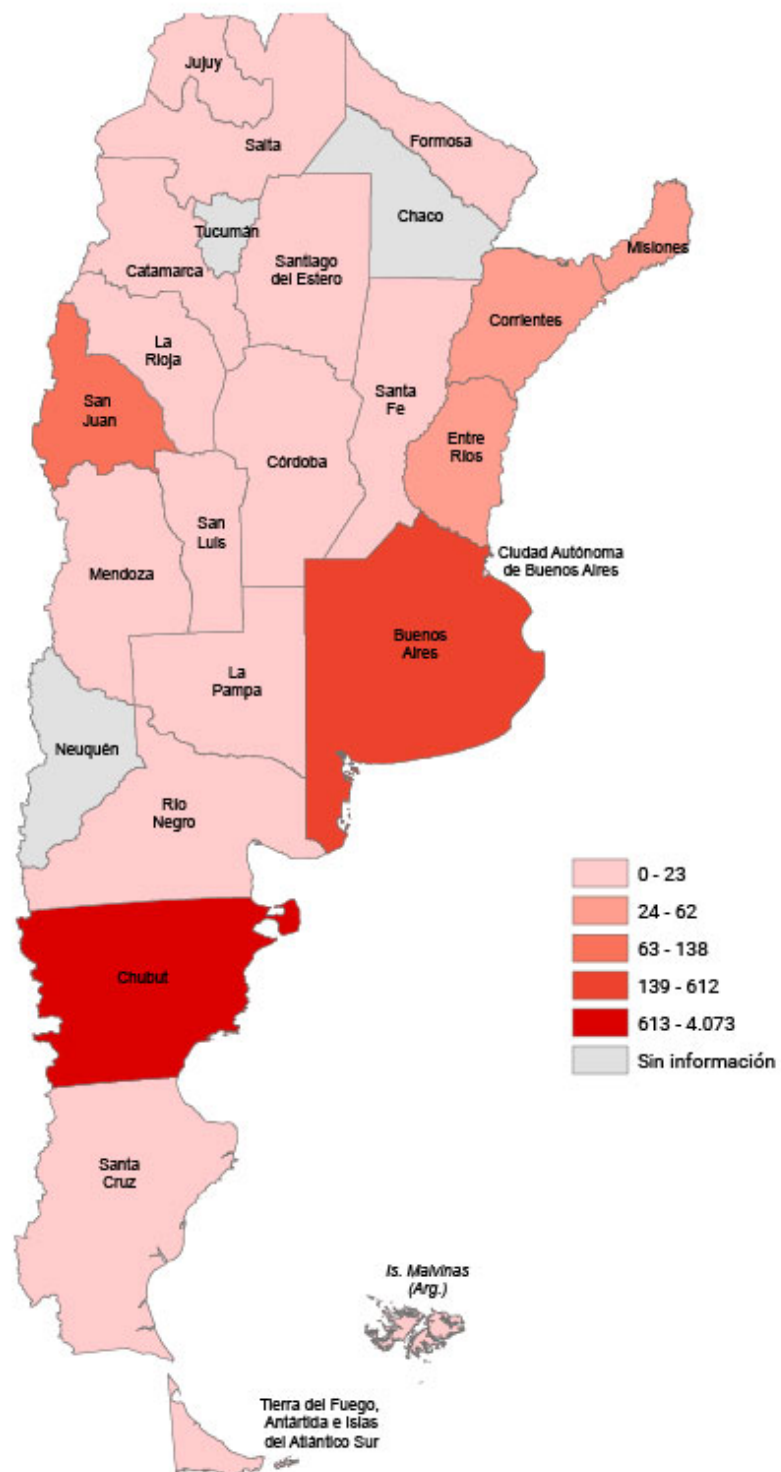 Jujuy
Salta
Formosa
Chaco
Tucumán
Misiones
Catamarca
Santiago
del Estero
Corrientes
La
Rioja
San
Juan
Santa
Fe
Entre
Ríos
Córdoba
San
Luis
Mendoza
Ciudad Autónoma
de Buenos Aires
Buenos
Aires
La
Pampa
Neuquén
Río
Negro
0 - 23
24 - 62
63 - 138
139 - 612
613 - 4.073
Sin información
Chubut
Santa
Cruz
Is. Malvinas
(Arg.)
Tierra del Fuego,
Antártida e Islas
del Atlántico Sur